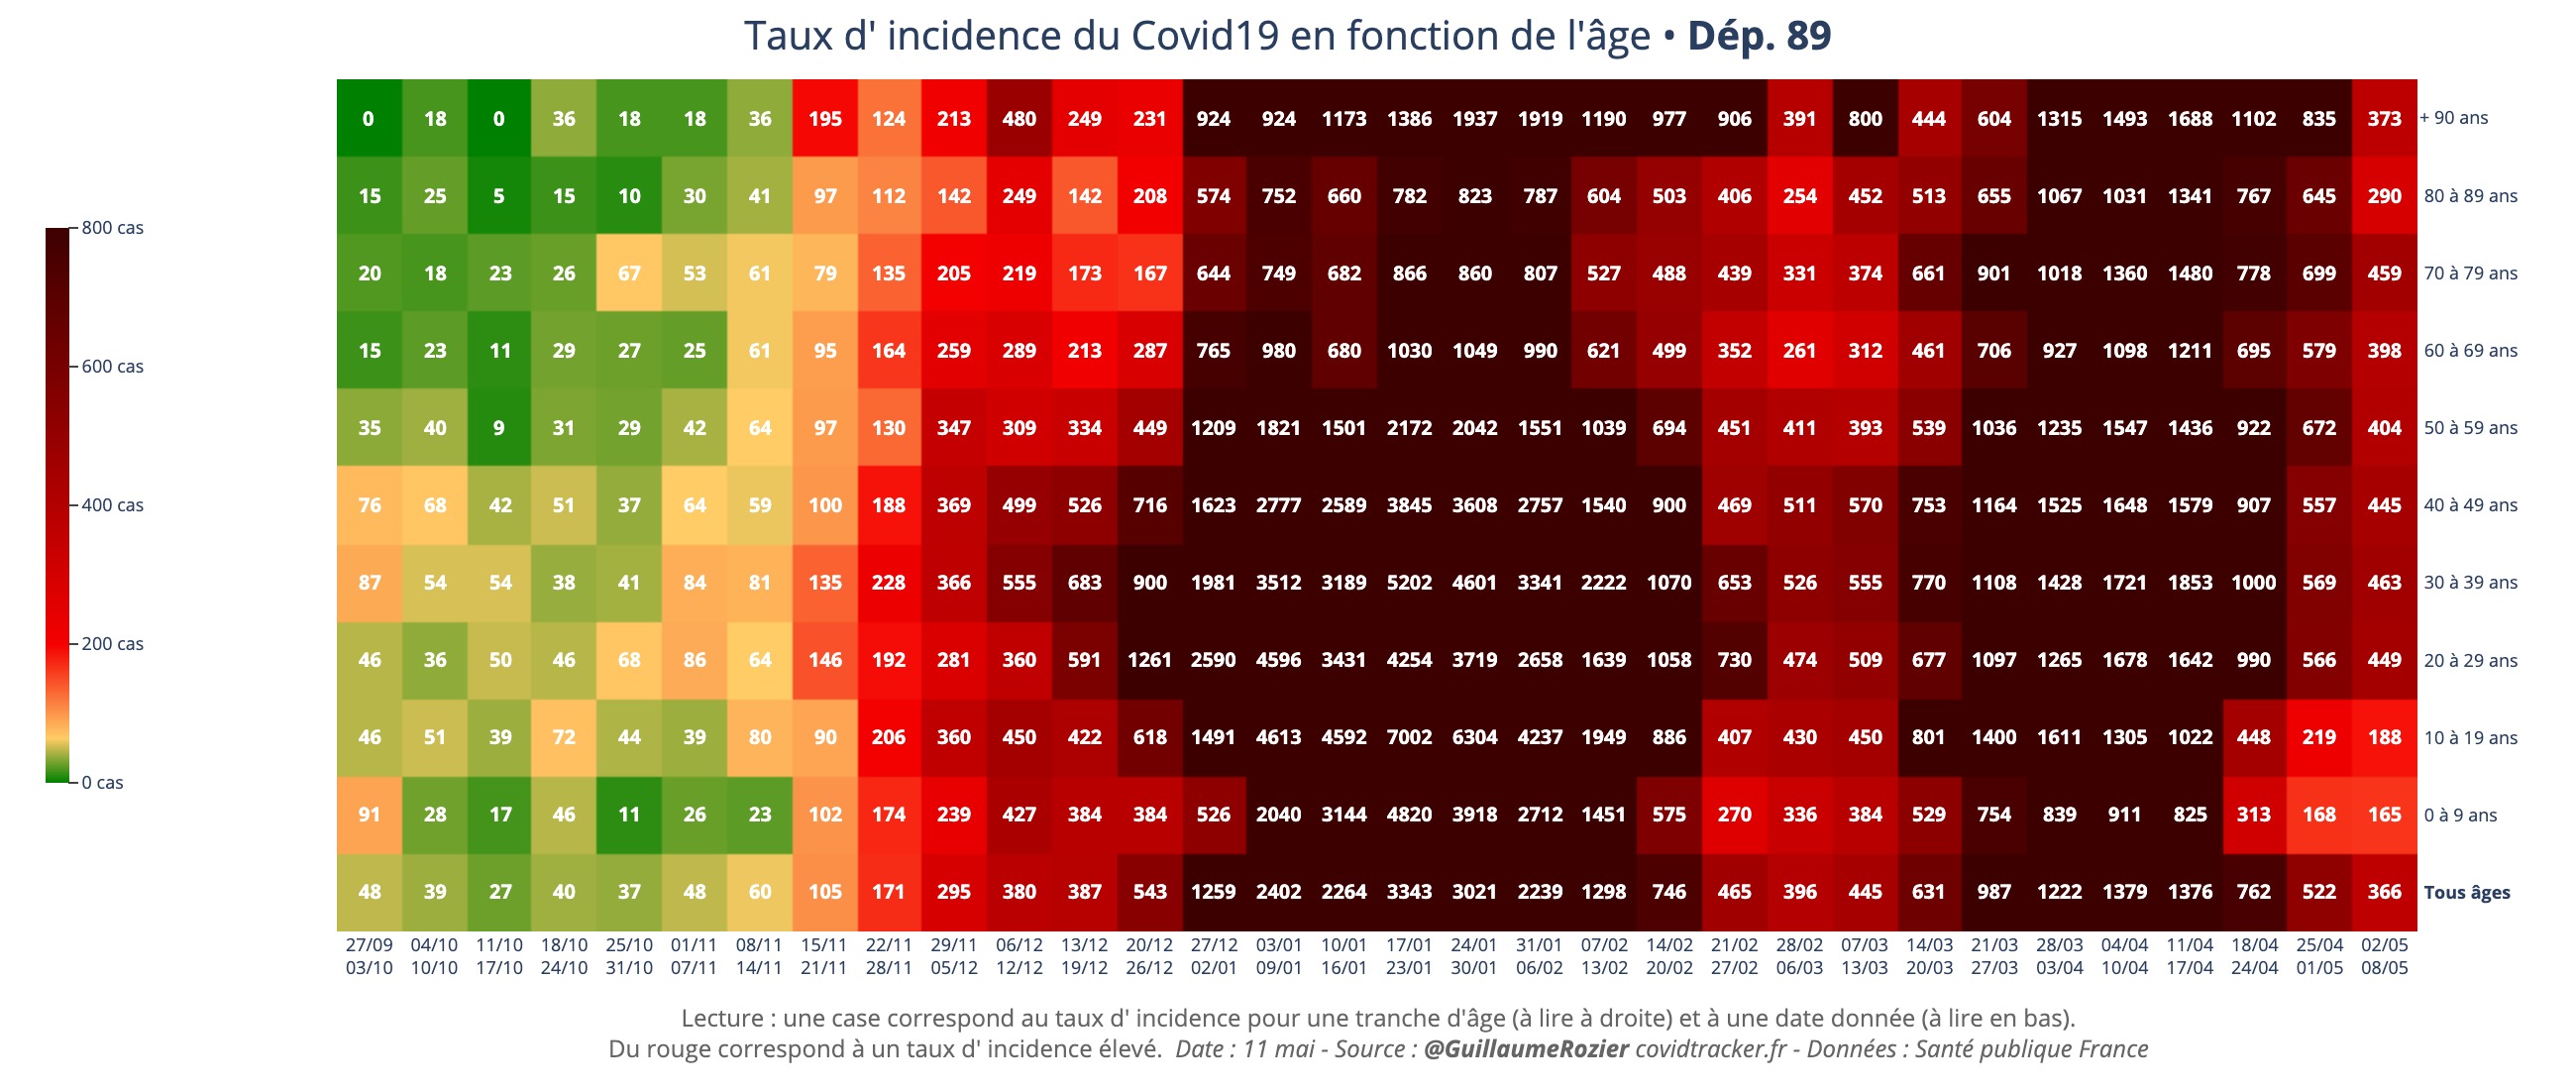 Taux d' incidence du Covid19 en fonction de l'âge • Dép. 89
800 cas
600 cas
400 cas
200 cas
0 cas
0 18 0 36 18 18 36 195 124 213 480 249 231 924 924 1173 1386 1937 1919 1190 977 906 391 800 444 604 1315 1493 1688 1102 835 373 + 90 ans
15 25 5 15 10 30 41 97 112 142 249 142 208 574 752 660 782 823 787 604 503 406 254 452 513 655 1067 1031 1341 767 645 290 80 à 89 ans
20 18 23 26 67 53 61 79 135 205 219 173 167 644 749 682 866 860 807 527 488 439 331 374 661 901 1018 1360 1480 778 699 459 70 à 79 ans
15 23 11 29 27 25 61 95 164 259 289 213 287 765 980 680 1030 1049 990 621 499 352 261 312 461 706 927 1098 1211 695 579 398 60 à 69 ans
35 40 9 31 29 42 64 97 130 347 309 334 449 1209 1821 1501 2172 2042 1551 1039 694 451 411 393 539 1036 1235 1547 1436 922 672 404 50 à 59 ans
76 68 42 51 37 64 59 100 188 369 499 526 716 1623 2777 2589 3845 3608 2757 1540 900 469 511 570 753 1164 1525 1648 1579 907 557 445 40 à 49 ans
87 54 54 38 41 84 81 135 228 366 555 683 900 1981 3512 3189 5202 4601 3341 2222 1070 653 526 555 770 1108 1428 1721 1853 1000 569 463 30 à 39 ans
46 36 50 46 68 86 64 146 192 281 360 591 1261 2590 4596 3431 4254 3719 2658 1639 1058 730 474 509 677 1097 1265 1678 1642 990 566 449 20 à 29 ans
46 51 39 72 44 39 80 90 206 360 450 422 618 1491 4613 4592 7002 6304 4237 1949 886 407 430 450 801 1400 1611 1305 1022 448 219 188 10 à 19 ans
91 28 17 46 11 26 23 102 174 239 427 384 384 526 2040 3144 4820 3918 2712 1451 575 270 336 384 529 754 839 911 825 313 168 165 0 à 9 ans
48 39 27 40 37 48 60 105 171 295 380 387 543 1259 2402 2264 3343 3021 2239 1298 746 465 396 445 631 987 1222 1379 1376 762 522 366 Tous âges
27/09 04/10 11/10 18/10 25/10 01/11 08/11 15/11 22/11 29/11 06/12 13/12 20/12 27/12 03/01 10/01 17/01 24/01 31/01 07/02 14/02 21/02 28/02 07/03 14/03 21/03 28/03 04/04 11/04 18/04 25/04 02/05
03/10 10/10 17/10 24/10 31/10 07/11 14/11 21/11 28/11 05/12 12/12 19/12 26/12 02/01 09/01 16/01 23/01 30/01 06/02 13/02 20/02 27/02 06/03 13/03 20/03 27/03 03/04 10/04 17/04 24/04 01/05 08/05
Lecture : une case correspond au taux d' incidence pour une tranche d'âge (à lire à droite) et à une date donnée (à lire en bas).
Du rouge correspond à un taux d' incidence élevé. Date : 11 mai - Source : @GuillaumeRozier covidtracker.fr - Données : Santé publique France